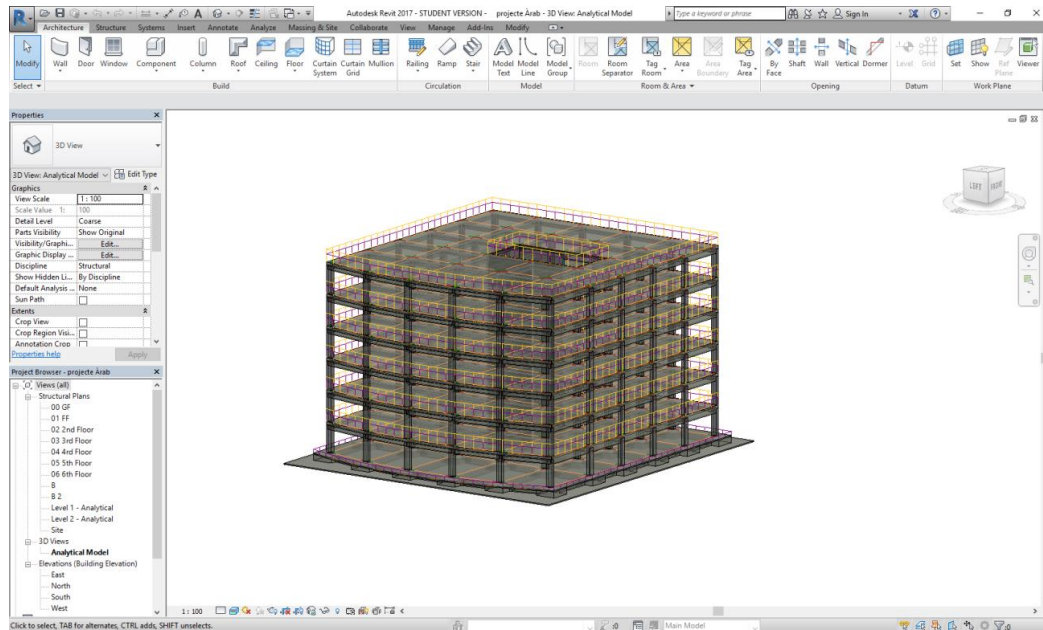 Autodesk Revit 2017 - STUDENT VERSION - projecte Àrab - 3D View: Analytical Model
Type a keyword or phrase
Sign In
Architecture Structure Systems Insert Annotate Analyze Massing & Site Collaborate View Manage Add-Ins Modify
Modify Wall Door Window Component Column Roof Ceiling Floor Curtain System Curtain Grid Mullion Railing Ramp Stair Model Text Model Line Model Group Room Room Separator Tag Room Area Area Boundary Tag Area By Face Shaft Wall Vertical Dormer Level Grid Set Show Ref Plane Viewer
Select Build Circulation Model Room & Area Opening Datum Work Plane
Properties
3D View
3D View: Analytical Model Edit Type
Graphics
View Scale 1 : 100
Scale Value 1: 100
Detail Level Coarse
Parts Visibility Show Original
Visibility/Graphi... Edit...
Graphic Display ... Edit...
Discipline Structural
Show Hidden Li... By Discipline
Default Analysis ... None
Sun Path
Extents
Crop View
Crop Region Visi...
Annotation Crop
Properties help Apply
Project Browser - projecte Àrab
Views (all)
Structural Plans
00 GF
01 FF
02 2nd Floor
03 3rd Floor
04 4rd Floor
05 5th Floor
06 6th Floor
B
B 2
Level 1 - Analytical
Level 2 - Analytical
Site
3D Views
Analytical Model
Elevations (Building Elevation)
East
North
South
West
LEFT FRONT
1 : 100
Click to select, TAB for alternates, CTRL adds, SHIFT unselects.
:0 Main Model :0